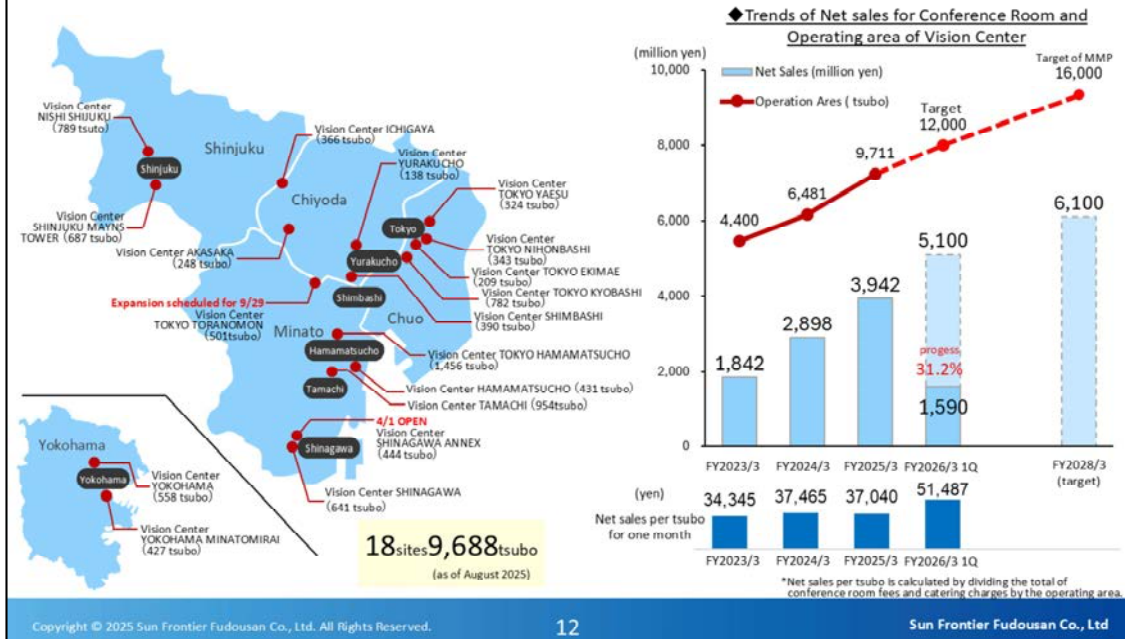 Vision Center
NISHI SHIJUKU
(789 tsuto)
Shinjuku
Shinjuku
Vision Center
SHINJUKU MAYNS
TOWER (687 tsubo)
Vision Center ICHIGAYA
(366 tsubo)
Chiyoda
Vision Center
YURAKUCHO
(138 tsubo)
Vision Center
TOKYO YAESU
(324 tsubo)
Tokyo
Vision Center
TOKYO NIHONBASHI
(343 tsubo)
Vision Center AKASAKA
(248 tsubo)
Yurakucho
Vision Center TOKYO EKIMAE
(209 tsubo)
Vision Center TOKYO KYOBASHI
(782 tsubo)
Expansion scheduled for 9/29
Vision Center
TOKYO TORANOMON
(501tsubo)
Shimbashi
Vision Center SHIMBASHI
(390 tsubo)
Minato
Chuo
Hamamatsucho
Vision Center TOKYO HAMAMATSUCHO
(1,456 tsubo)
Vision Center HAMAMATSUCHO (431 tsubo)
Tamachi
Vision Center TAMACHI (954tsubo)
4/1 OPEN
Vision Center
SHINAGAWA ANNEX
(444 tsubo)
Shinagawa
Vision Center SHINAGAWA
(641 tsubo)
Yokohama
Yokohama
Vision Center
YOKOHAMA
(558 tsubo)
Vision Center
YOKOHAMA MINATOMIRAI
(427 tsubo)
18sites9,688tsubo
(as of August 2025)
◆Trends of Net sales for Conference Room and
Operating area of Vision Center
(million yen)
Net Sales (million yen)
Operation Ares ( tsubo)
10,000
8,000
6,000
4,000
2,000
0
4,400
6,481
9,711
Target
12,000
Target of MMP
16,000
1,842
2,898
3,942
5,100
progess
31.2%
1,590
6,100
FY2023/3
FY2024/3
FY2025/3
FY2026/3 1Q
FY2028/3
(target)
(yen)
Net sales per tsubo
for one month
34,345
37,465
37,040
51,487
FY2023/3
FY2024/3
FY2025/3
FY2026/3 1Q
*Net sales per tsubo is calculated by dividing the total of
conference room fees and catering charges by the operating area.
Copyright © 2025 Sun Frontier Fudousan Co., Ltd. All Rights Reserved.
12
Sun Frontier Fudousan Co., Ltd